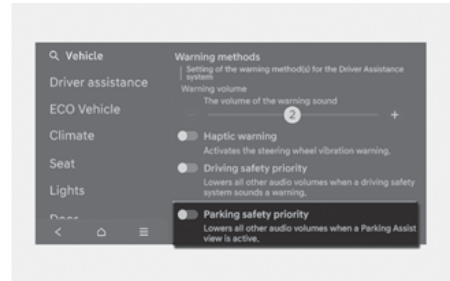 Vehicle
Driver assistance
ECO Vehicle
Climate
Seat
Lights
Door
Warning methods
Setting of the warning method(s) for the Driver Assistance
system
Warning volume
The volume of the warning sound
− 2 +
Haptic warning
Activates the steering wheel vibration warning.
Driving safety priority
Lowers all other audio volumes when a driving safety
system sounds a warning.
Parking safety priority
Lowers all other audio volumes when a Parking Assist
view is active.